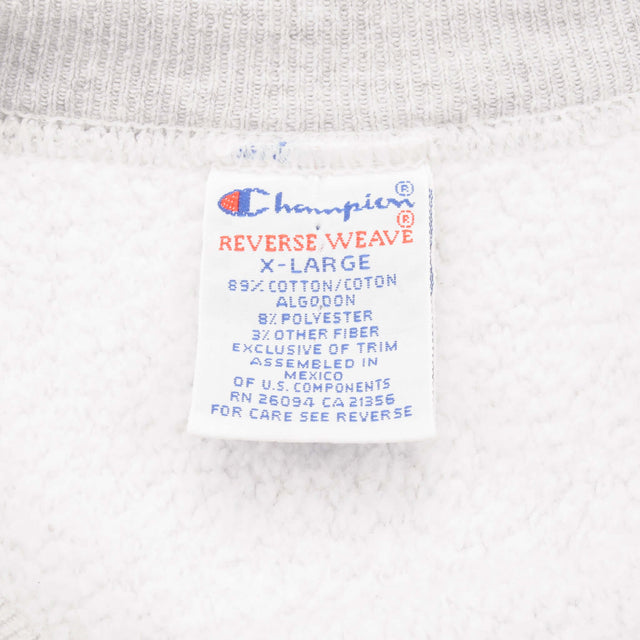 Champion®
REVERSE WEAVE®
X-LARGE
89% COTTON/COTON
ALGODON
8% POLYESTER
3% OTHER FIBER
EXCLUSIVE OF TRIM
ASSEMBLED IN
MEXICO
OF U.S. COMPONENTS
RN 26094 CA 21356
FOR CARE SEE REVERSE